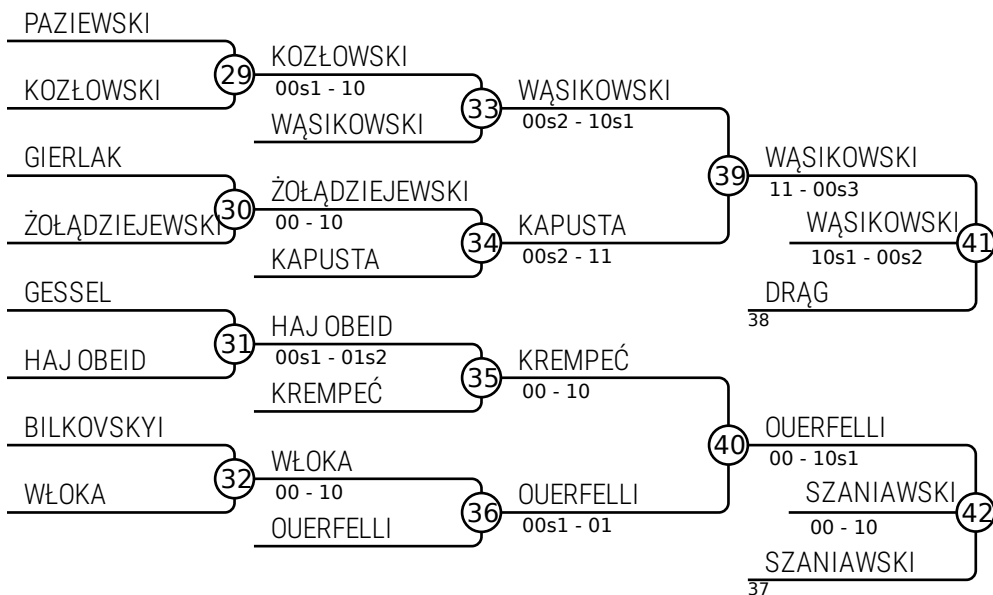 PAZIEWSKI
KOZŁOWSKI
29
GIERLAK
ŻOŁĄDZIEJEWSKI
30
GESSEL
HAJ OBEID
31
BILKOVSKYI
WŁOKA
32
KOZŁOWSKI
00s1 - 10
WĄSIKOWSKI
33
ŻOŁĄDZIEJEWSKI
00 - 10
KAPUSTA
34
HAJ OBEID
00s1 - 01s2
KREMPEĆ
35
WŁOKA
00 - 10
OUERFELLI
36
WĄSIKOWSKI
00s2 - 10s1
KAPUSTA
00s2 - 11
39
KREMPEĆ
00 - 10
OUERFELLI
00s1 - 01
40
WĄSIKOWSKI
11 - 00s3
WĄSIKOWSKI
10s1 - 00s2
41
DRĄG
38
OUERFELLI
00 - 10s1
SZANIAWSKI
00 - 10
42
SZANIAWSKI
37